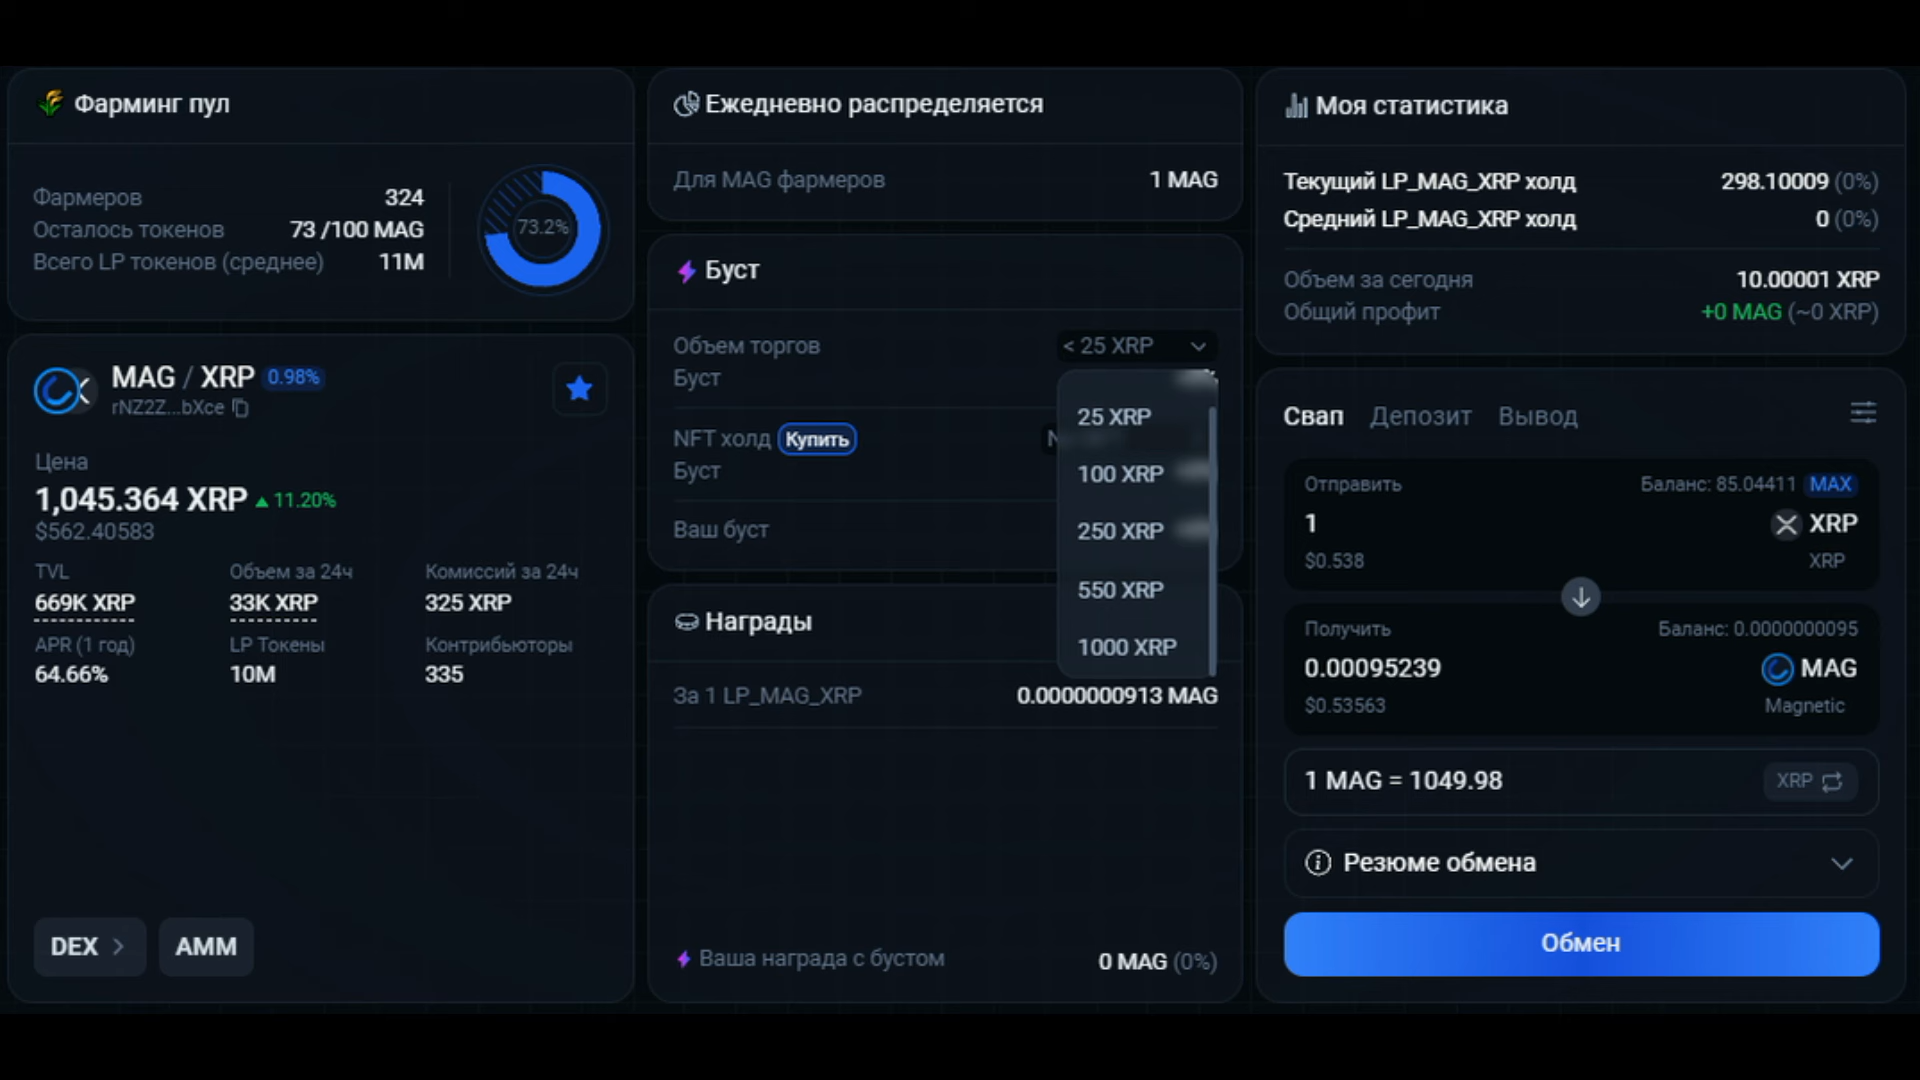 Фарминг пул
Фармеров 324
Осталось токенов 73 /100 MAG
Всего LP токенов (среднее) 11M
73.2%
MAG / XRP 0.98%
rNZ2Z...bXce
Цена
1,045.364 XRP 11.20%
$562.40583
TVL Объем за 24ч Комиссий за 24ч
669K XRP 33K XRP 325 XRP
APR (1 год) LP Токены Контрибьюторы
64.66% 10M 335
DEX AMM
Ежедневно распределяется
Для MAG фармеров 1 MAG
Буст
Объем торгов < 25 XRP
Буст
25 XRP
NFT холд Купить
Буст
100 XRP
250 XRP
Ваш буст
550 XRP
1000 XRP
Награды
За 1 LP_MAG_XRP 0.0000000913 MAG
Ваша награда с бустом 0 MAG (0%)
Моя статистика
Текущий LP_MAG_XRP холд 298.10009 (0%)
Средний LP_MAG_XRP холд 0 (0%)
Объем за сегодня 10.00001 XRP
Общий профит +0 MAG (~0 XRP)
Свап Депозит Вывод
Отправить Баланс: 85.04411 MAX
1 XRP
$0.538 XRP
Получить Баланс: 0.0000000095
0.00095239 MAG
$0.53563 Magnetic
1 MAG = 1049.98 XRP
Резюме обмена
Обмен